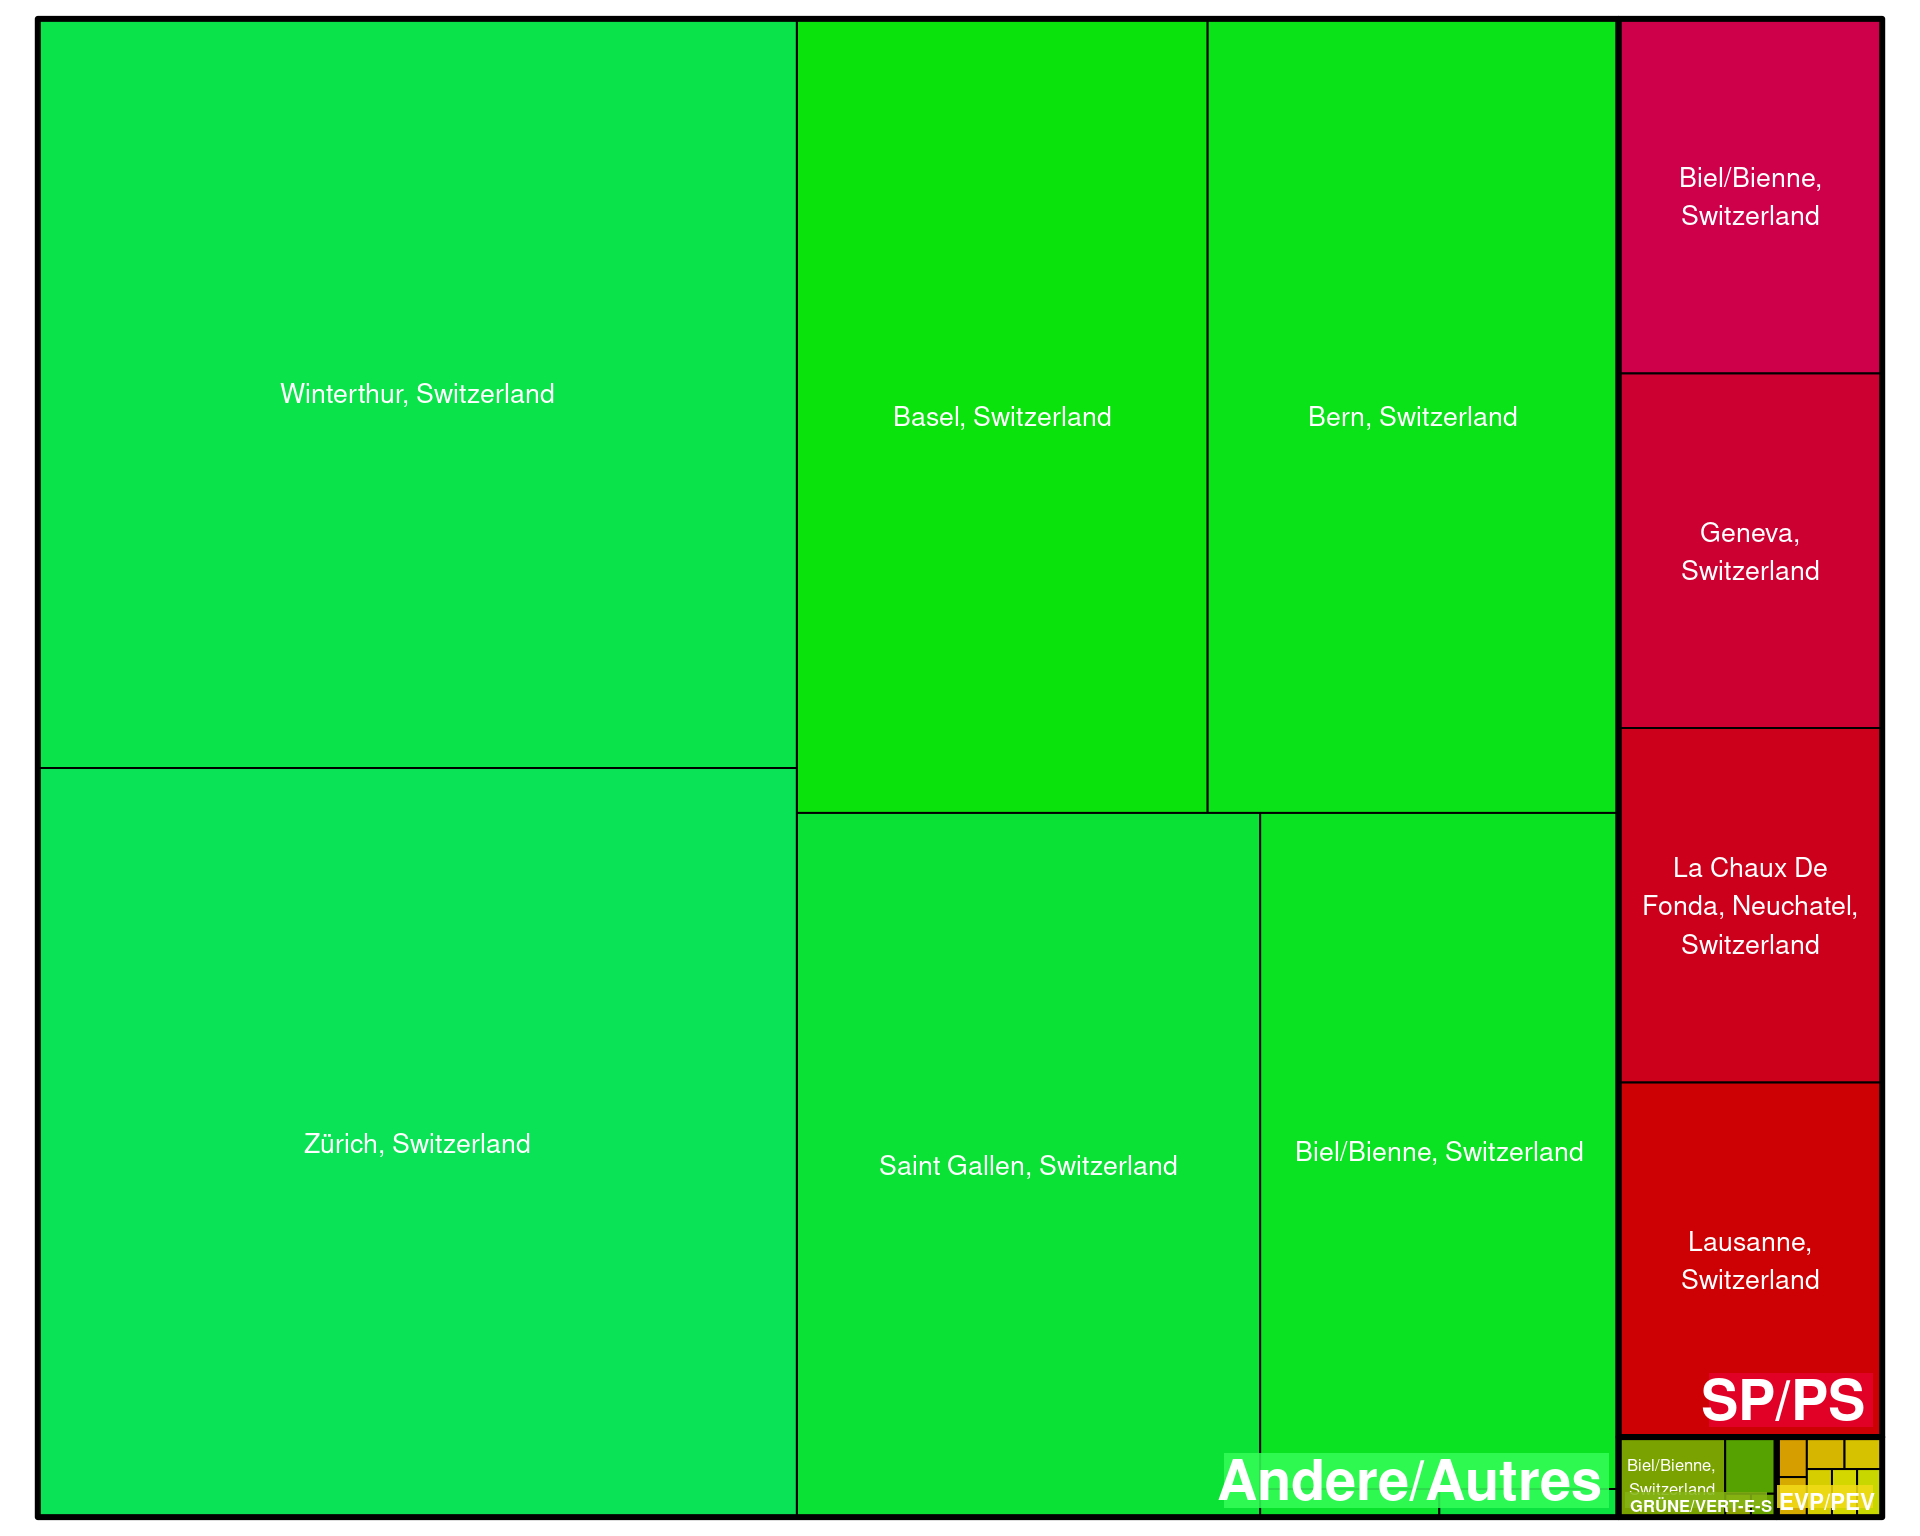 Winterthur, Switzerland
Zürich, Switzerland
Basel, Switzerland
Bern, Switzerland
Saint Gallen, Switzerland
Biel/Bienne, Switzerland
Andere/Autres
Biel/Bienne,
Switzerland
Geneva,
Switzerland
La Chaux De
Fonda, Neuchatel,
Switzerland
Lausanne,
Switzerland
SP/PS
Biel/Bienne,
Switzerland
GRÜNE/VERT-E-S
EVP/PEV